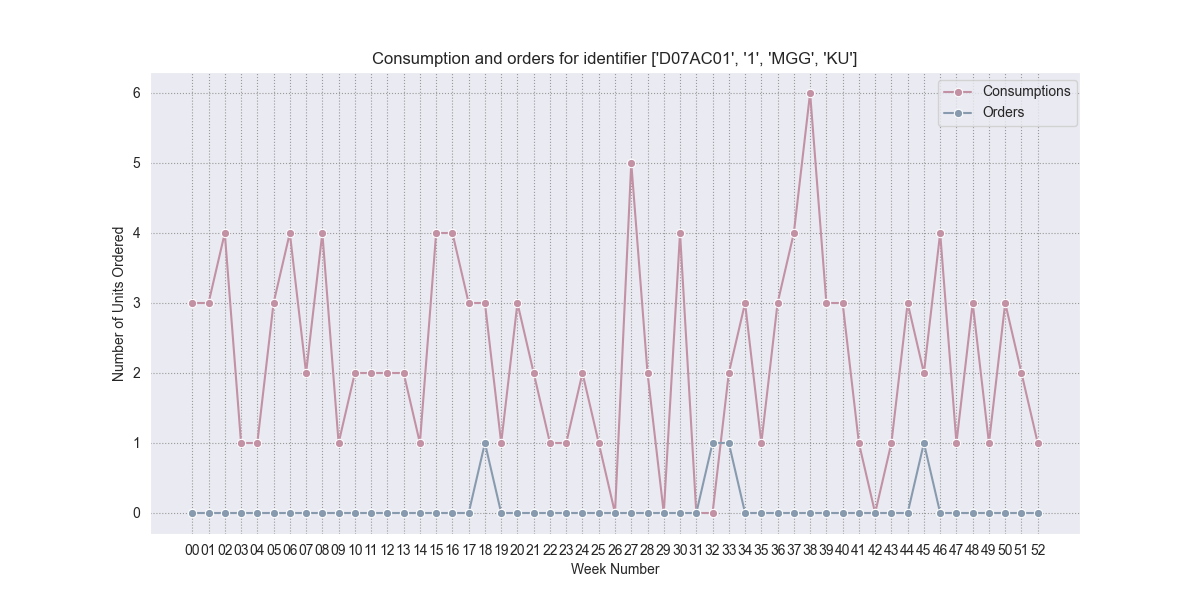 Consumption and orders for identifier ['D07AC01', '1', 'MGG', 'KU']
Consumptions
Orders
Number of Units Ordered
6
5
4
3
2
1
0
00 01 02 03 04 05 06 07 08 09 10 11 12 13 14 15 16 17 18 19 20 21 22 23 24 25 26 27 28 29 30 31 32 33 34 35 36 37 38 39 40 41 42 43 44 45 46 47 48 49 50 51 52
Week Number